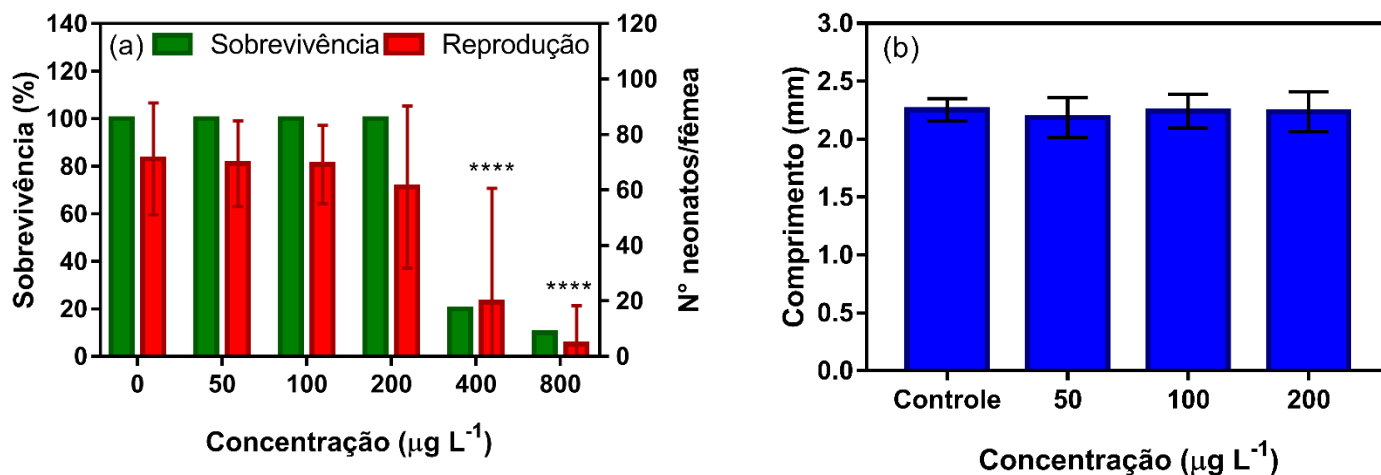 (a) Sobrevivência Reprodução
Sobrevivência (%)
140
120
100
80
60
40
20
0
120
100
80
60
40
20
0
N° neonatos/fêmea
****
****
0 50 100 200 400 800
Concentração (µg L⁻¹)
(b)
Comprimento (mm)
3.0
2.5
2.0
1.5
1.0
0.5
0.0
Controle 50 100 200
Concentração (µg L⁻¹)